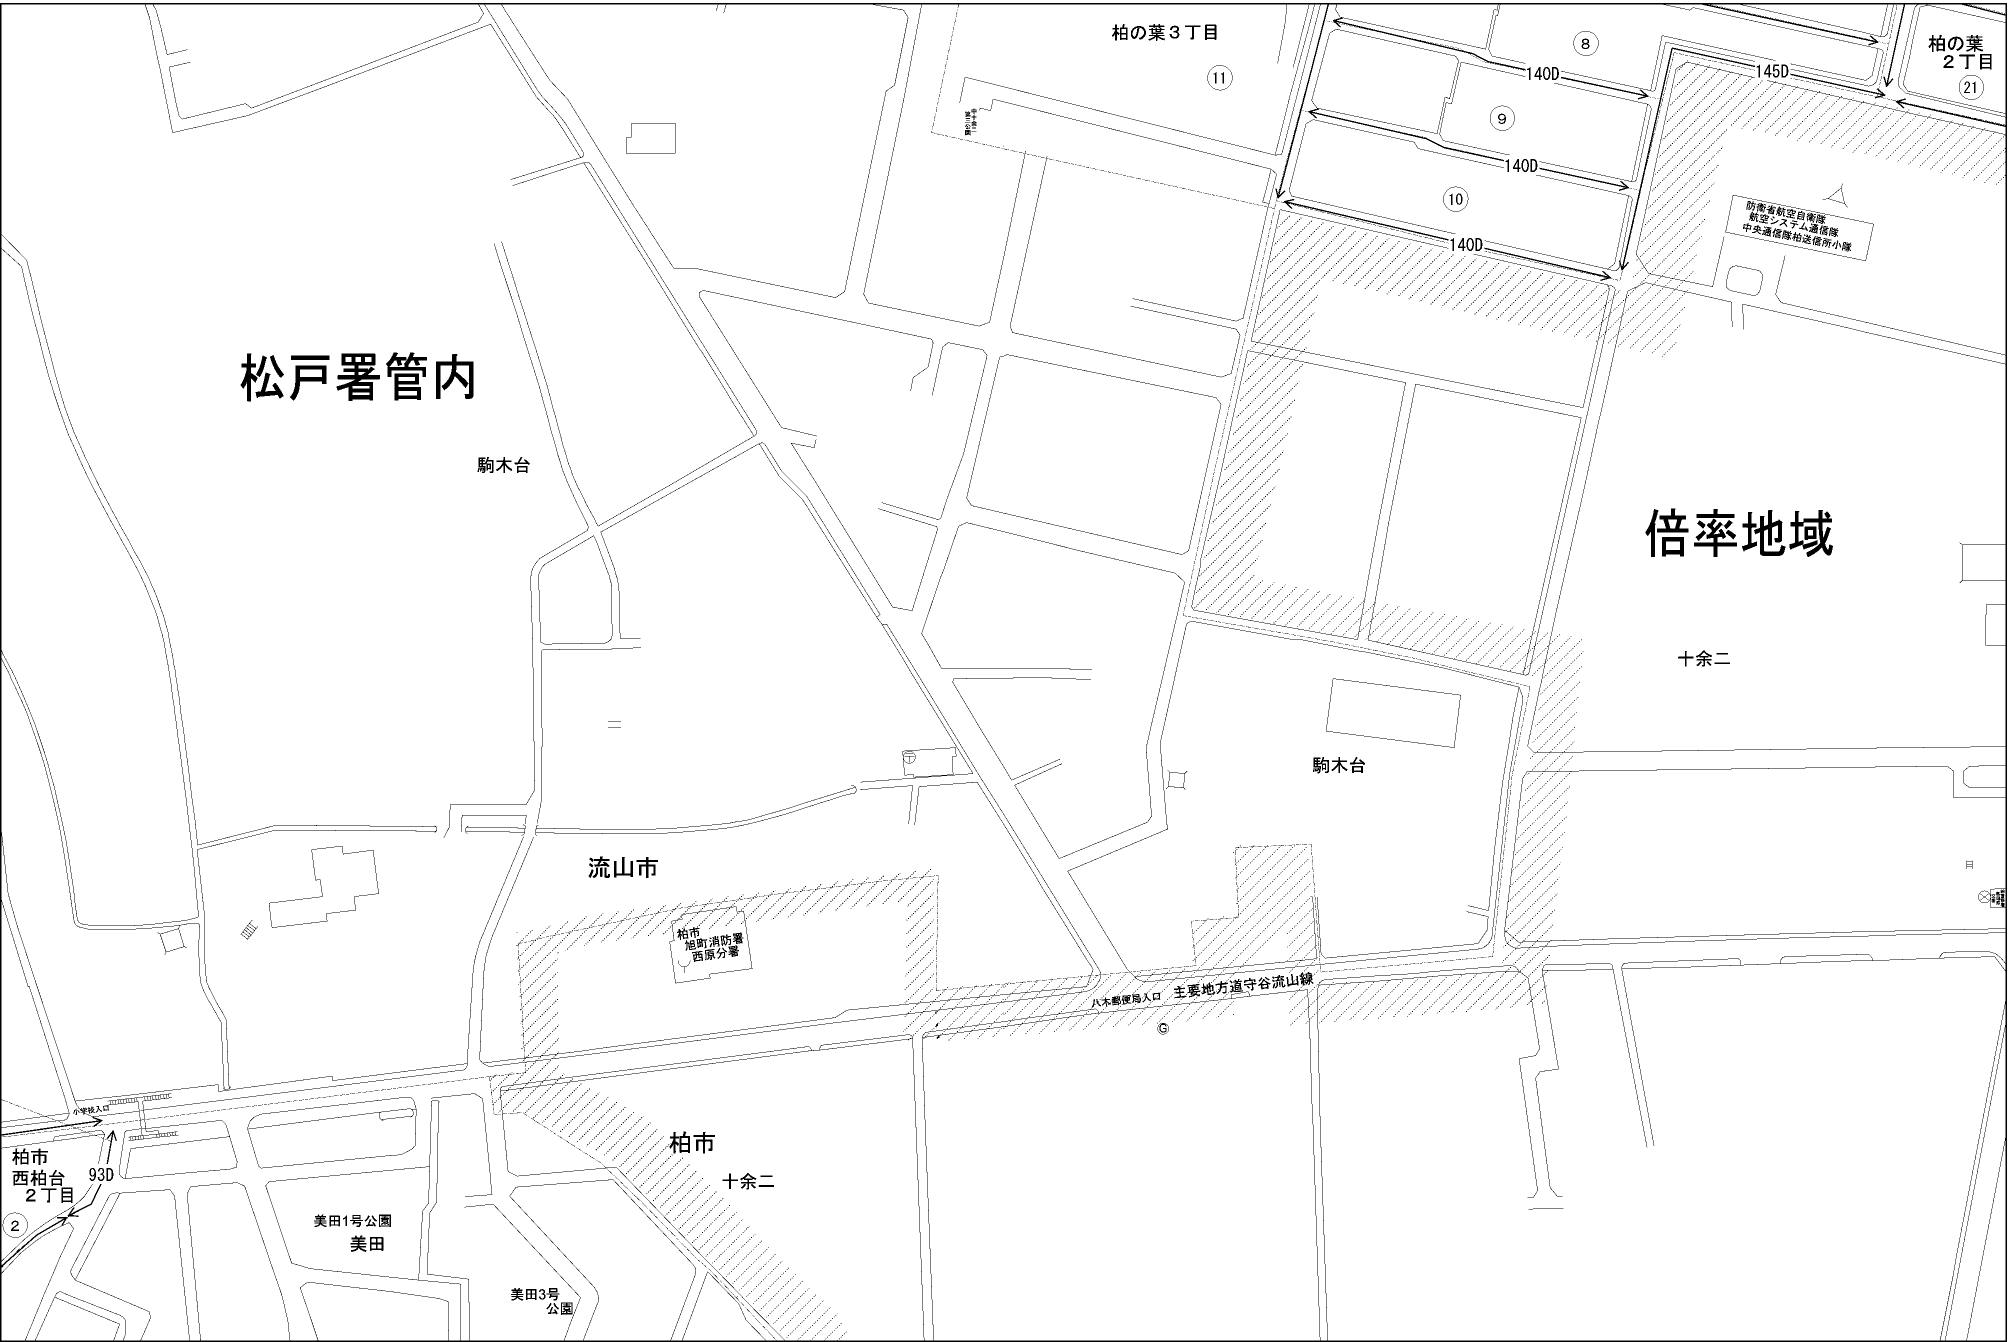 柏の葉３丁目
11
8
柏の葉
２丁目
21
140D
145D
9
140D
10
140D
防衛省航空自衛隊
航空システム通信隊
中央通信隊柏送信所小隊
松戸署管内
駒木台
倍率地域
十余二
駒木台
流山市
柏市
旭町消防署
西原分署
八木郵便局入口
主要地方道守谷流山線
G
小学校入口
柏市
西柏台
２丁目
93D
2
柏市
十余二
美田1号公園
美田
美田3号
公園